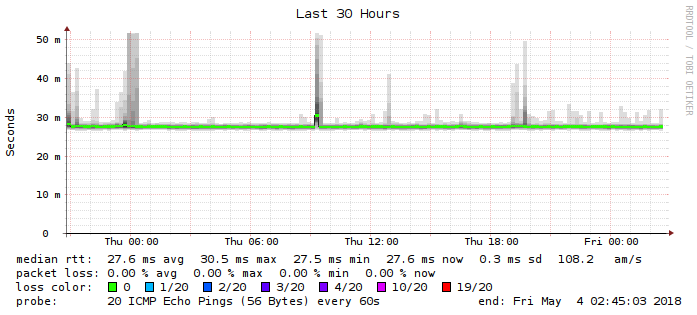 Last 30 Hours
RRDTOOL / TOBI OETIKER
Seconds
50 m
40 m
30 m
20 m
10 m
0
Thu 00:00 Thu 06:00 Thu 12:00 Thu 18:00 Fri 00:00
median rtt: 27.6 ms avg 30.5 ms max 27.5 ms min 27.6 ms now 0.3 ms sd 108.2 am/s
packet loss: 0.00 % avg 0.00 % max 0.00 % min 0.00 % now
loss color: 0 1/20 2/20 3/20 4/20 10/20 19/20
probe: 20 ICMP Echo Pings (56 Bytes) every 60s end: Fri May 4 02:45:03 2018